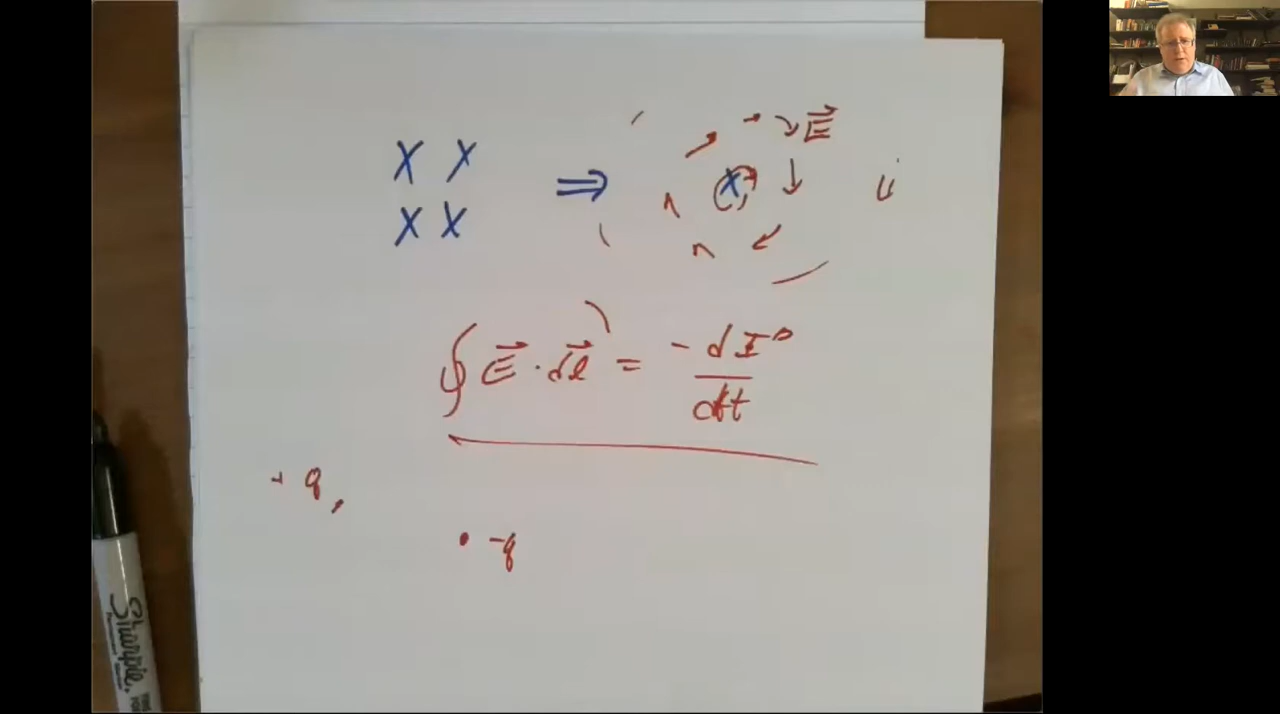 X X ⇒ X E⃗
X X
∮ E⃗ · dl⃗ = -dΦ/dt
+q
-q
Sharpie